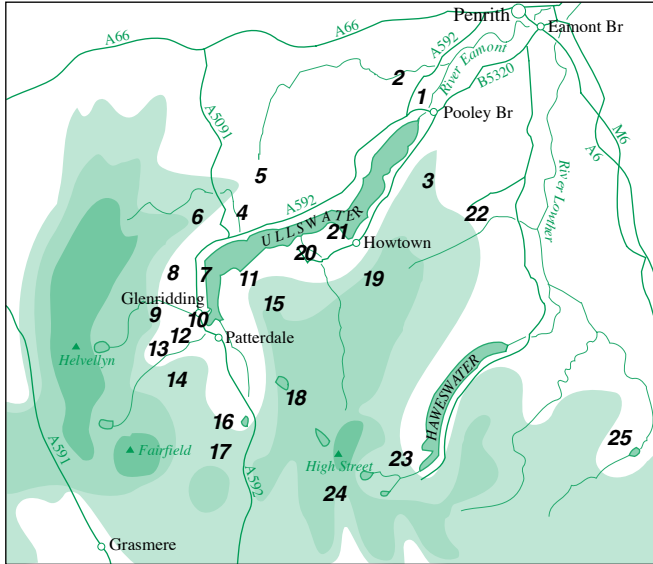 Penrith
A66
Eamont Br
A66
A592
River Eamont
2
B5320
1
Pooley Br
A5091
M6
A6
5
3
River Lowther
A592
6
4
22
ULLSWATER
21
20
Howtown
8
7
11
19
Glenridding
15
9
10
12
Patterdale
13
Helvellyn
14
HAWESWATER
18
16
17
Fairfield
25
A591
High Street
23
A592
24
Grasmere